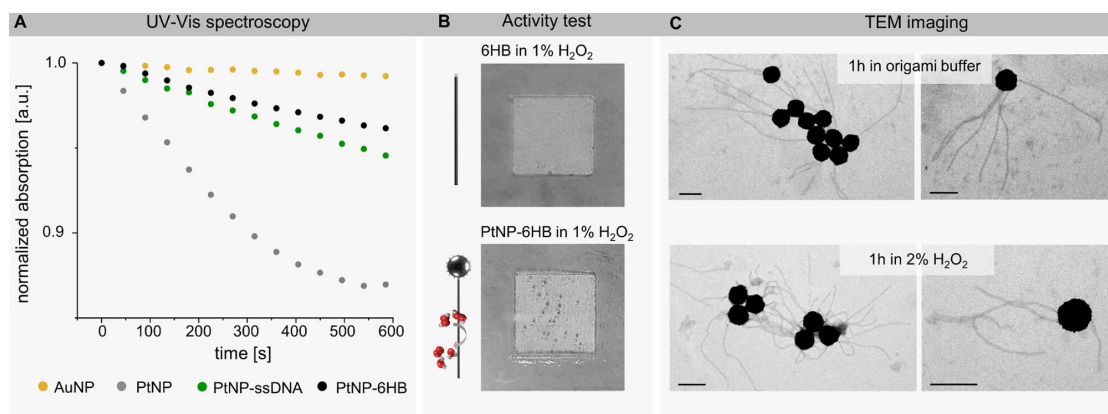 A UV-Vis spectroscopy
normalized absorption [a.u.]
1.0
0.9
0 100 200 300 400 500 600
time [s]
AuNP PtNP PtNP-ssDNA PtNP-6HB
B Activity test
6HB in 1% H₂O₂
PtNP-6HB in 1% H₂O₂
C TEM imaging
1h in origami buffer
1h in 2% H₂O₂